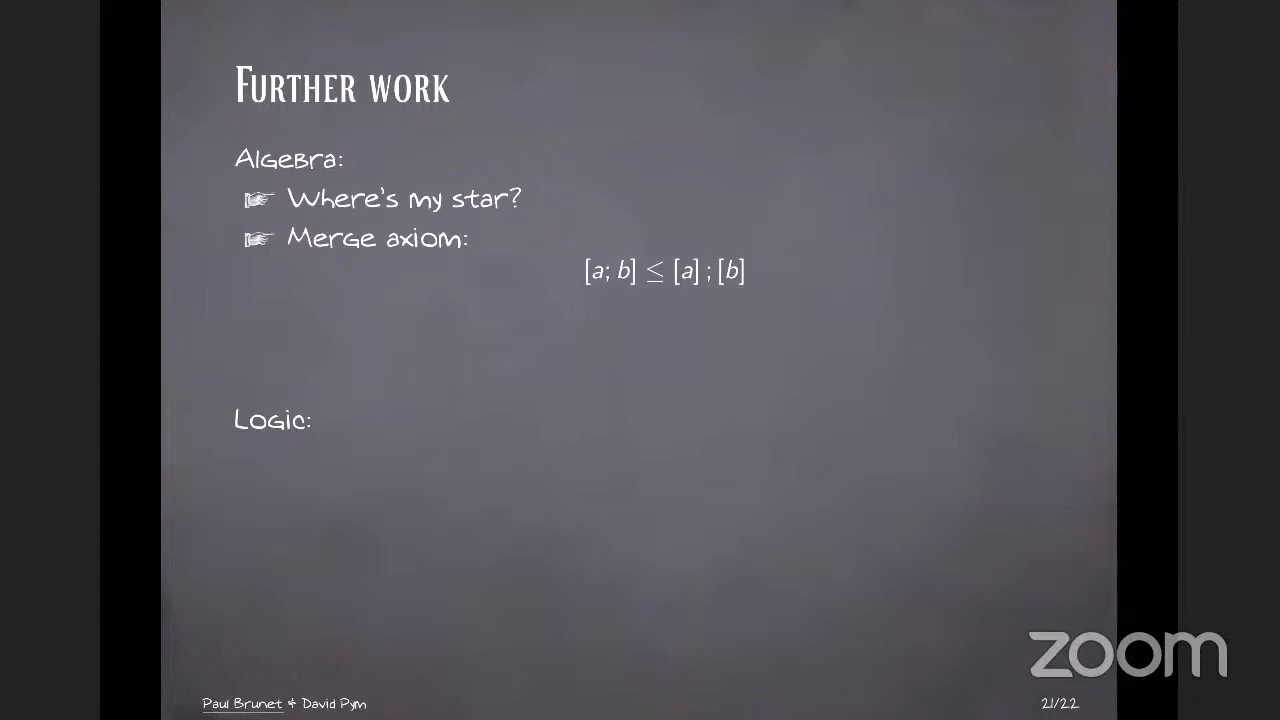 Further work
Algebra:
☞ Where's my star?
☞ Merge axiom:
[a; b] ≤ [a] ; [b]
Logic:
zoom
Paul Brunet & David Pym
21/22